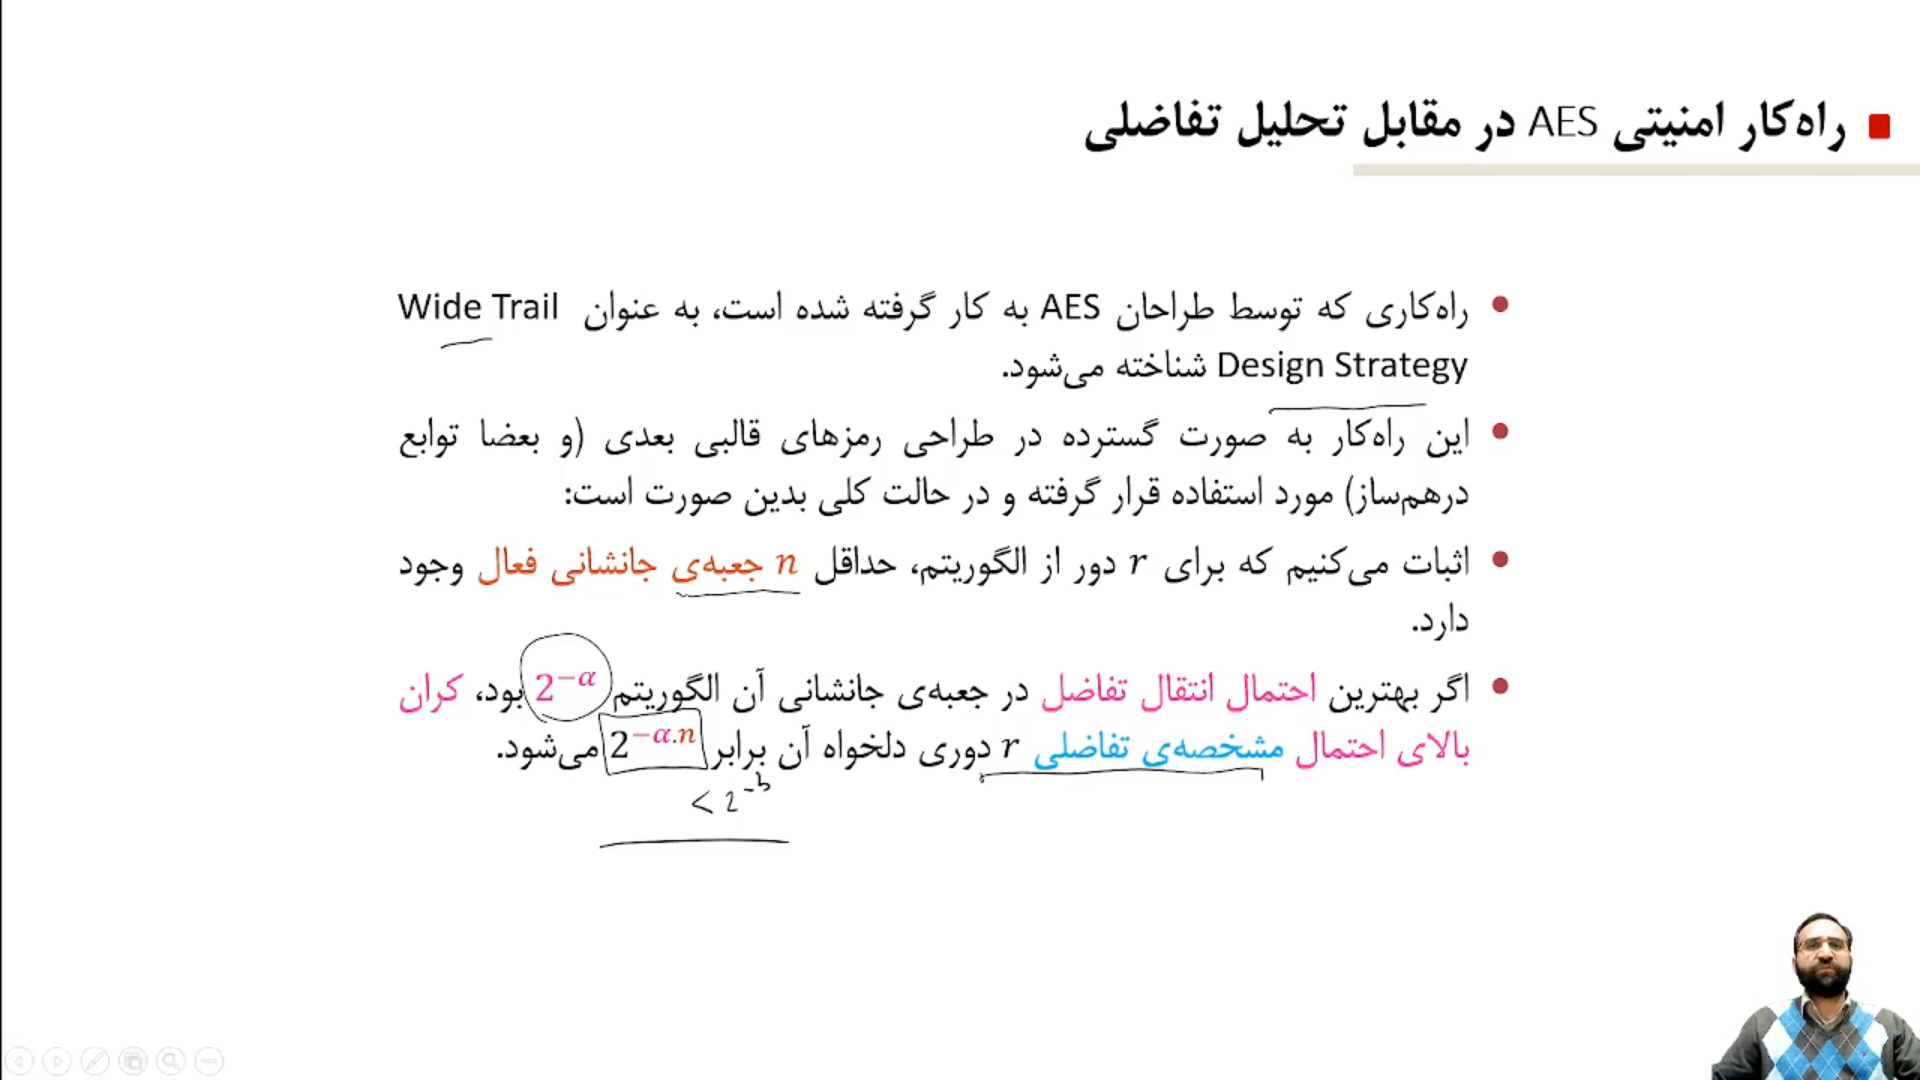 راه‌کار امنیتی AES در مقابل تحلیل تفاضلی
راه‌کاری که توسط طراحان AES به کار گرفته شده است، به عنوان Wide Trail
Design Strategy شناخته می‌شود.
این راه‌کار به صورت گسترده در طراحی رمزهای قالبی بعدی (و بعضا توابع
درهم‌ساز) مورد استفاده قرار گرفته و در حالت کلی بدین صورت است:
اثبات می‌کنیم که برای r دور از الگوریتم، حداقل n جعبه‌ی جانشانی فعال وجود
دارد.
اگر بهترین احتمال انتقال تفاضل در جعبه‌ی جانشانی آن الگوریتم 2^{-α} بود، کران
بالای احتمال مشخصه‌ی تفاضلی r دوری دلخواه آن برابر 2^{-α.n} می‌شود.
< 2^{-b}